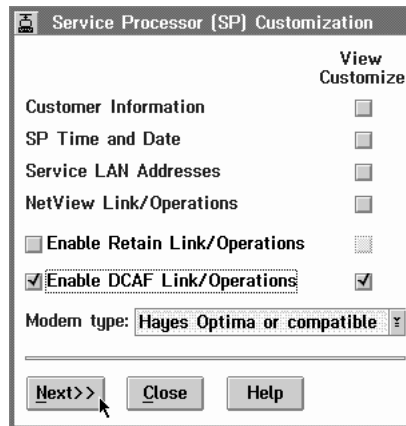 Service Processor (SP) Customization
View
Customize
Customer Information
SP Time and Date
Service LAN Addresses
NetView Link/Operations
Enable Retain Link/Operations
Enable DCAF Link/Operations
Modem type: Hayes Optima or compatible
Next>> Close Help